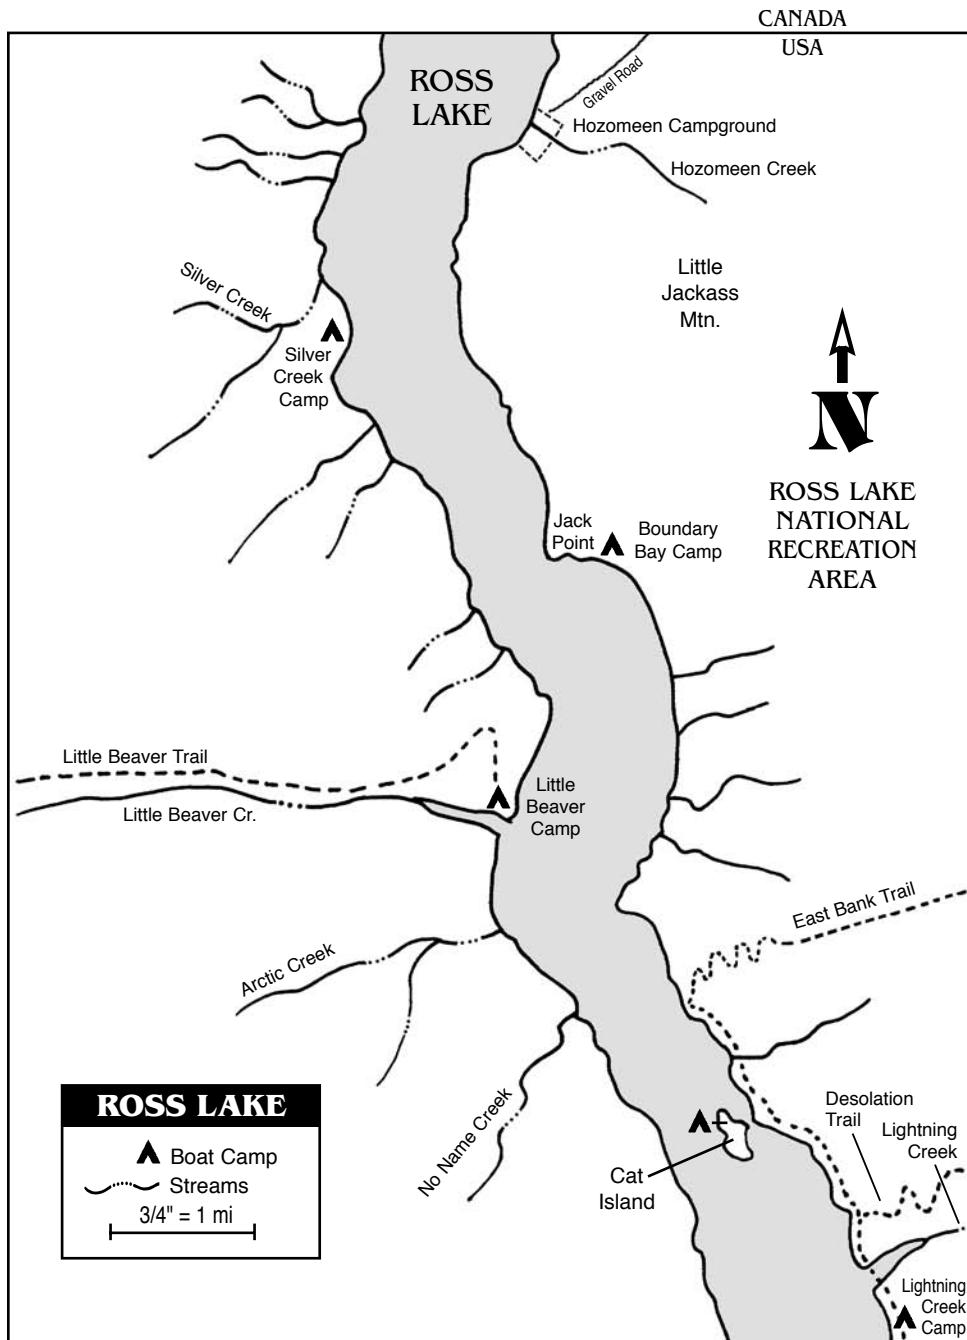 CANADA
USA
ROSS
LAKE
Gravel Road
Hozomeen Campground
Hozomeen Creek
Little
Jackass
Mtn.
Silver Creek
Silver
Creek
Camp
N
ROSS LAKE
NATIONAL
RECREATION
AREA
Jack
Point
Boundary
Bay Camp
Little Beaver Trail
Little Beaver Cr.
Little
Beaver
Camp
East Bank Trail
Arctic Creek
No Name Creek
Cat
Island
Desolation
Trail
Lightning
Creek
Lightning
Creek
Camp
ROSS LAKE
Boat Camp
Streams
3/4" = 1 mi